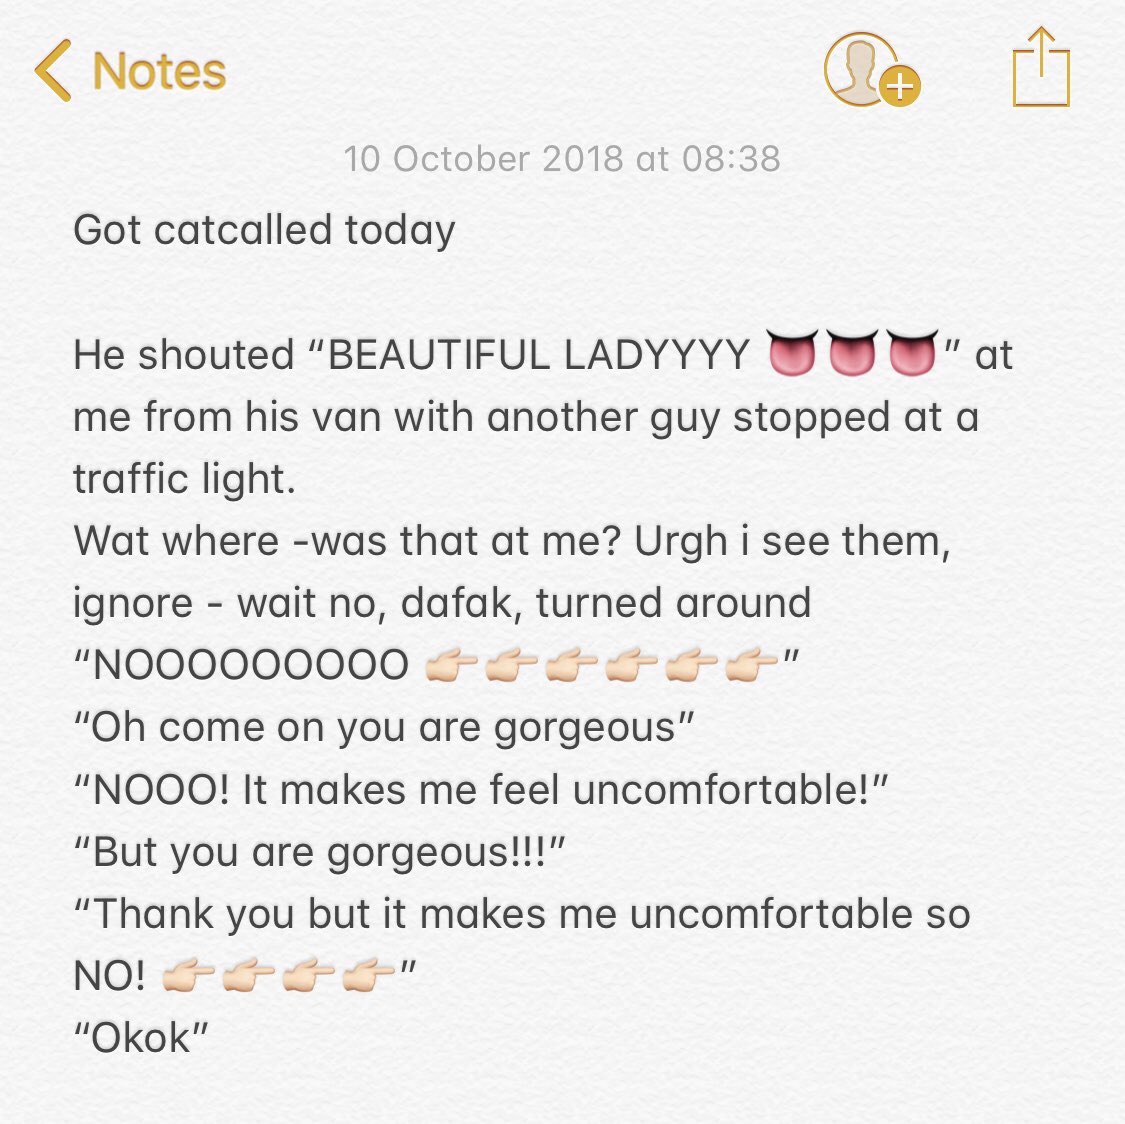 Notes
10 October 2018 at 08:38
Got catcalled today
He shouted “BEAUTIFUL LADYYYY 👅👅👅” at
me from his van with another guy stopped at a
traffic light.
Wat where -was that at me? Urgh i see them,
ignore - wait no, dafak, turned around
“NOOOOOOOOO 👉🏻👉🏻👉🏻👉🏻👉🏻👉🏻”
“Oh come on you are gorgeous”
“NOOO! It makes me feel uncomfortable!”
“But you are gorgeous!!!”
“Thank you but it makes me uncomfortable so
NO! 👉🏻👉🏻👉🏻👉🏻”
“Okok”